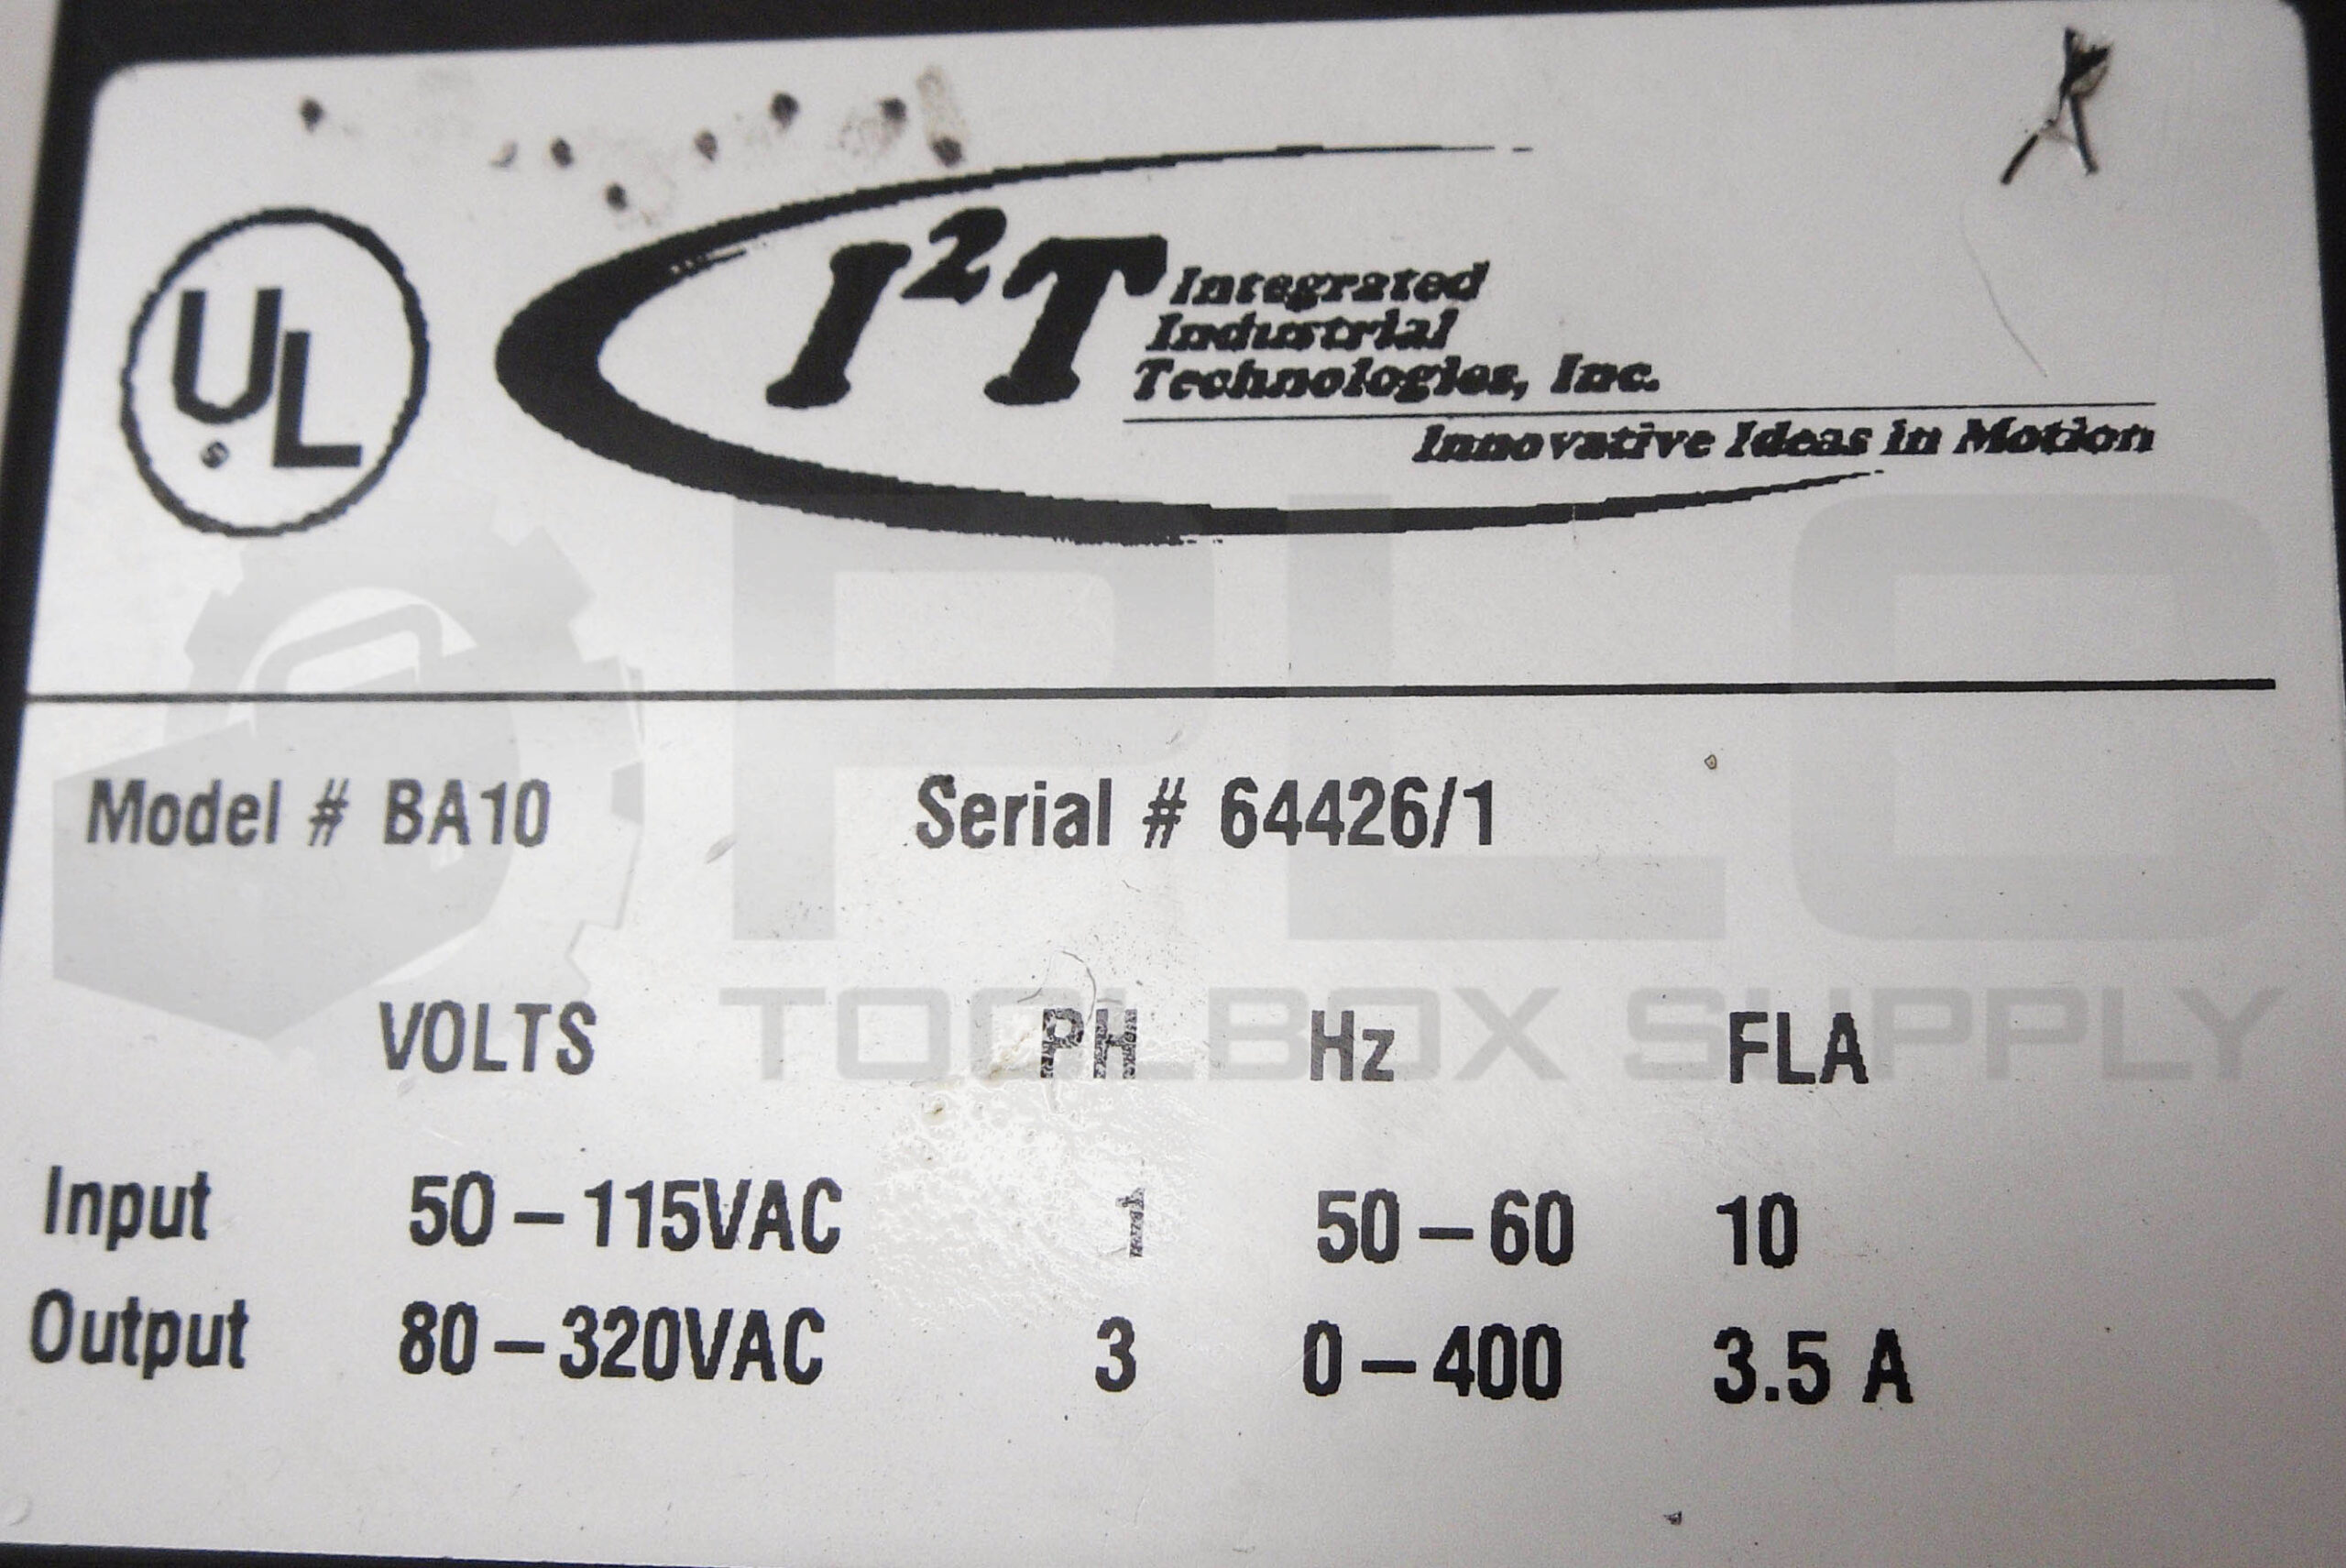 UL
S
I²T Integrated
Industrial
Technologies, Inc.
Innovative Ideas in Motion
Model # BA10 Serial # 64426/1
PLC
TOOLBOX SUPPLY
VOLTS PH Hz FLA
Input 50 – 115VAC 1 50 – 60 10
Output 80 – 320VAC 3 0 – 400 3.5 A